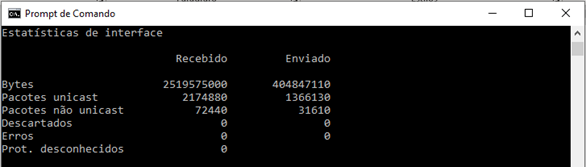 Prompt de Comando
Estatísticas de interface
Recebido Enviado
Bytes 2519575000 404847110
Pacotes unicast 2174880 1366130
Pacotes não unicast 72440 31610
Descartados 0 0
Erros 0 0
Prot. desconhecidos 0